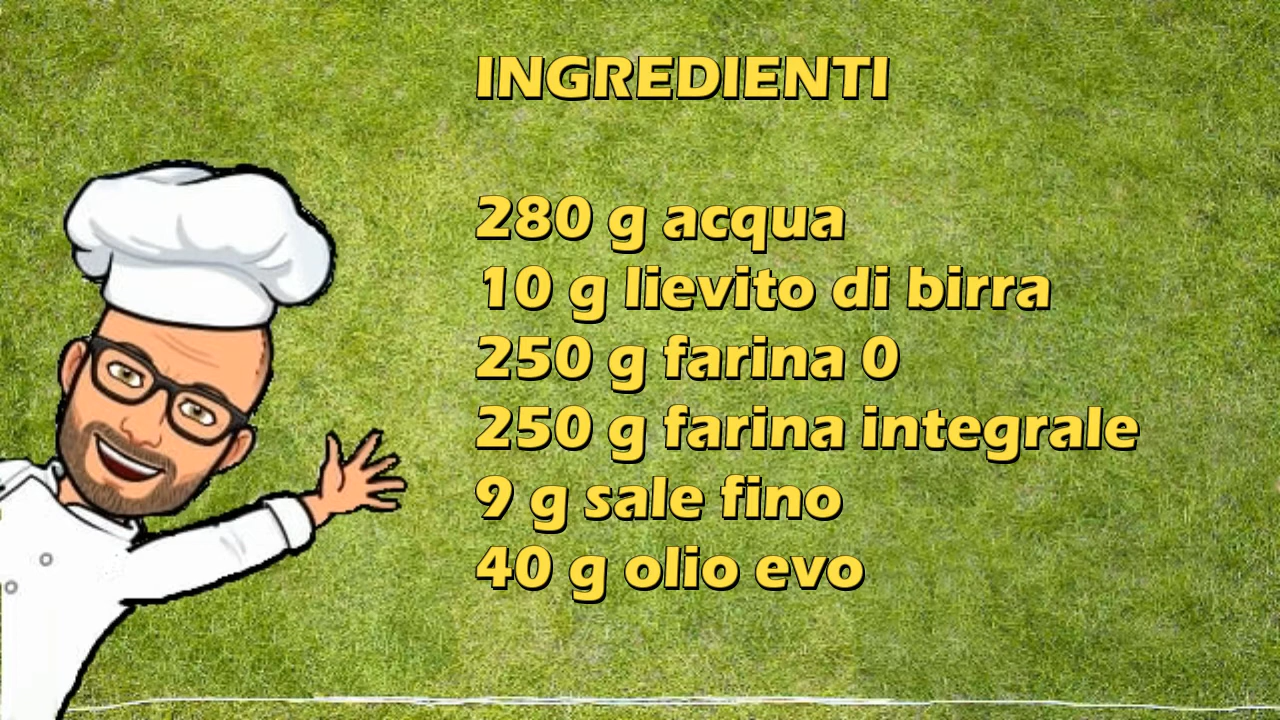 INGREDIENTI
280 g acqua
10 g lievito di birra
250 g farina 0
250 g farina integrale
9 g sale fino
40 g olio evo